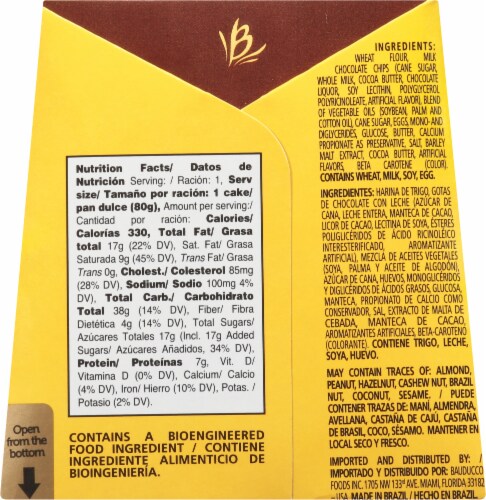 B
Nutrition Facts/ Datos de
Nutrición Serving: / Ración: 1, Serv
size/ Tamaño por ración: 1 cake/
pan dulce (80g), Amount per serving:/
Cantidad por ración: Calories/
Calorías 330, Total Fat/ Grasa
total 17g (22% DV), Sat. Fat/ Grasa
Saturada 9g (45% DV), Trans Fat/ Grasa
Trans 0g, Cholest./ Colesterol 85mg
(28% DV), Sodium/ Sodio 100mg 4%
DV), Total Carb./ Carbohidrato
Total 38g (14% DV), Fiber/ Fibra
Dietética 4g (14% DV), Total Sugars/
Azúcares Totales 17g (Incl. 17g Added
Sugars/ Azúcares Añadidos, 34% DV),
Protein/ Proteínas 7g, Vit. D/
Vitamina D (0% DV), Calcium/ Calcio
(4% DV), Iron/ Hierro (10% DV), Potas. /
Potasio (2% DV).
CONTAINS A BIOENGINEERED
FOOD INGREDIENT / CONTIENE
INGREDIENTE ALIMENTICIO DE
BIOINGENIERÍA.
Open
from the
bottom
INGREDIENTS:
WHEAT FLOUR, MILK
CHOCOLATE CHIPS (CANE SUGAR,
WHOLE MILK, COCOA BUTTER, CHOCOLATE
LIQUOR, SOY LECITHIN, POLYGLYCEROL
POLYRICINOLEATE, ARTIFICIAL FLAVOR), BLEND
OF VEGETABLE OILS (SOYBEAN, PALM AND
COTTON OIL), CANE SUGAR, EGGS, MONO- AND
DIGLYCERIDES, GLUCOSE, BUTTER, CALCIUM
PROPIONATE AS PRESERVATIVE, SALT, BARLEY
MALT EXTRACT, COCOA BUTTER, ARTIFICIAL
FLAVORS, BETA CAROTENE (COLOR).
CONTAINS WHEAT, MILK, SOY, EGG.
INGREDIENTES: HARINA DE TRIGO, GOTAS
DE CHOCOLATE CON LECHE (AZÚCAR DE
CANA, LECHE ENTERA, MANTECA DE CACAO,
LICOR DE CACAO, LECITINA DE SOYA, ÉSTERES
POLIGLICÉRIDOS DE ÁCIDO RICINOLÉICO
INTERESTERIFICADO, AROMATIZANTE
ARTIFICIAL), MEZCLA DE ACEITES VEGETALES
(SOYA, PALMA Y ACEITE DE ALGODÓN),
AZÚCAR DE CANA, HUEVOS, MONOGLICÉRIDOS
Y DIGLICÉRIDOS DE ÁCIDOS GRASOS, GLUCOSA,
MANTECA, PROPIONATO DE CALCIO COMO
CONSERVADOR, SAL, EXTRACTO DE MALTA DE
CEBADA, MANTECA DE CACAO,
AROMATIZANTES ARTIFICIALES, BETA-CAROTENO
(COLORANTE). CONTIENE TRIGO, LECHE,
SOYA, HUEVO.
MAY CONTAIN TRACES OF: ALMOND,
PEANUT, HAZELNUT, CASHEW NUT, BRAZIL
NUT, COCONUT, SESAME. / PUEDE
CONTENER TRAZAS DE: MANÍ, ALMENDRA,
AVELLANA, CASTAÑA DE CAJÚ, CASTAÑA
DE BRASIL, COCO, SÉSAMO. MANTENER EN
LOCAL SECO Y FRESCO.
IMPORTED AND DISTRIBUTED BY:/
IMPORTADO Y DISTRIBUIDO POR: BAUDUCCO
FOODS INC. 1705 NW 133rd AVE. MIAMI, FLORIDA 33182
- USA. MADE IN BRAZIL / HECHO EN BRAZIL.